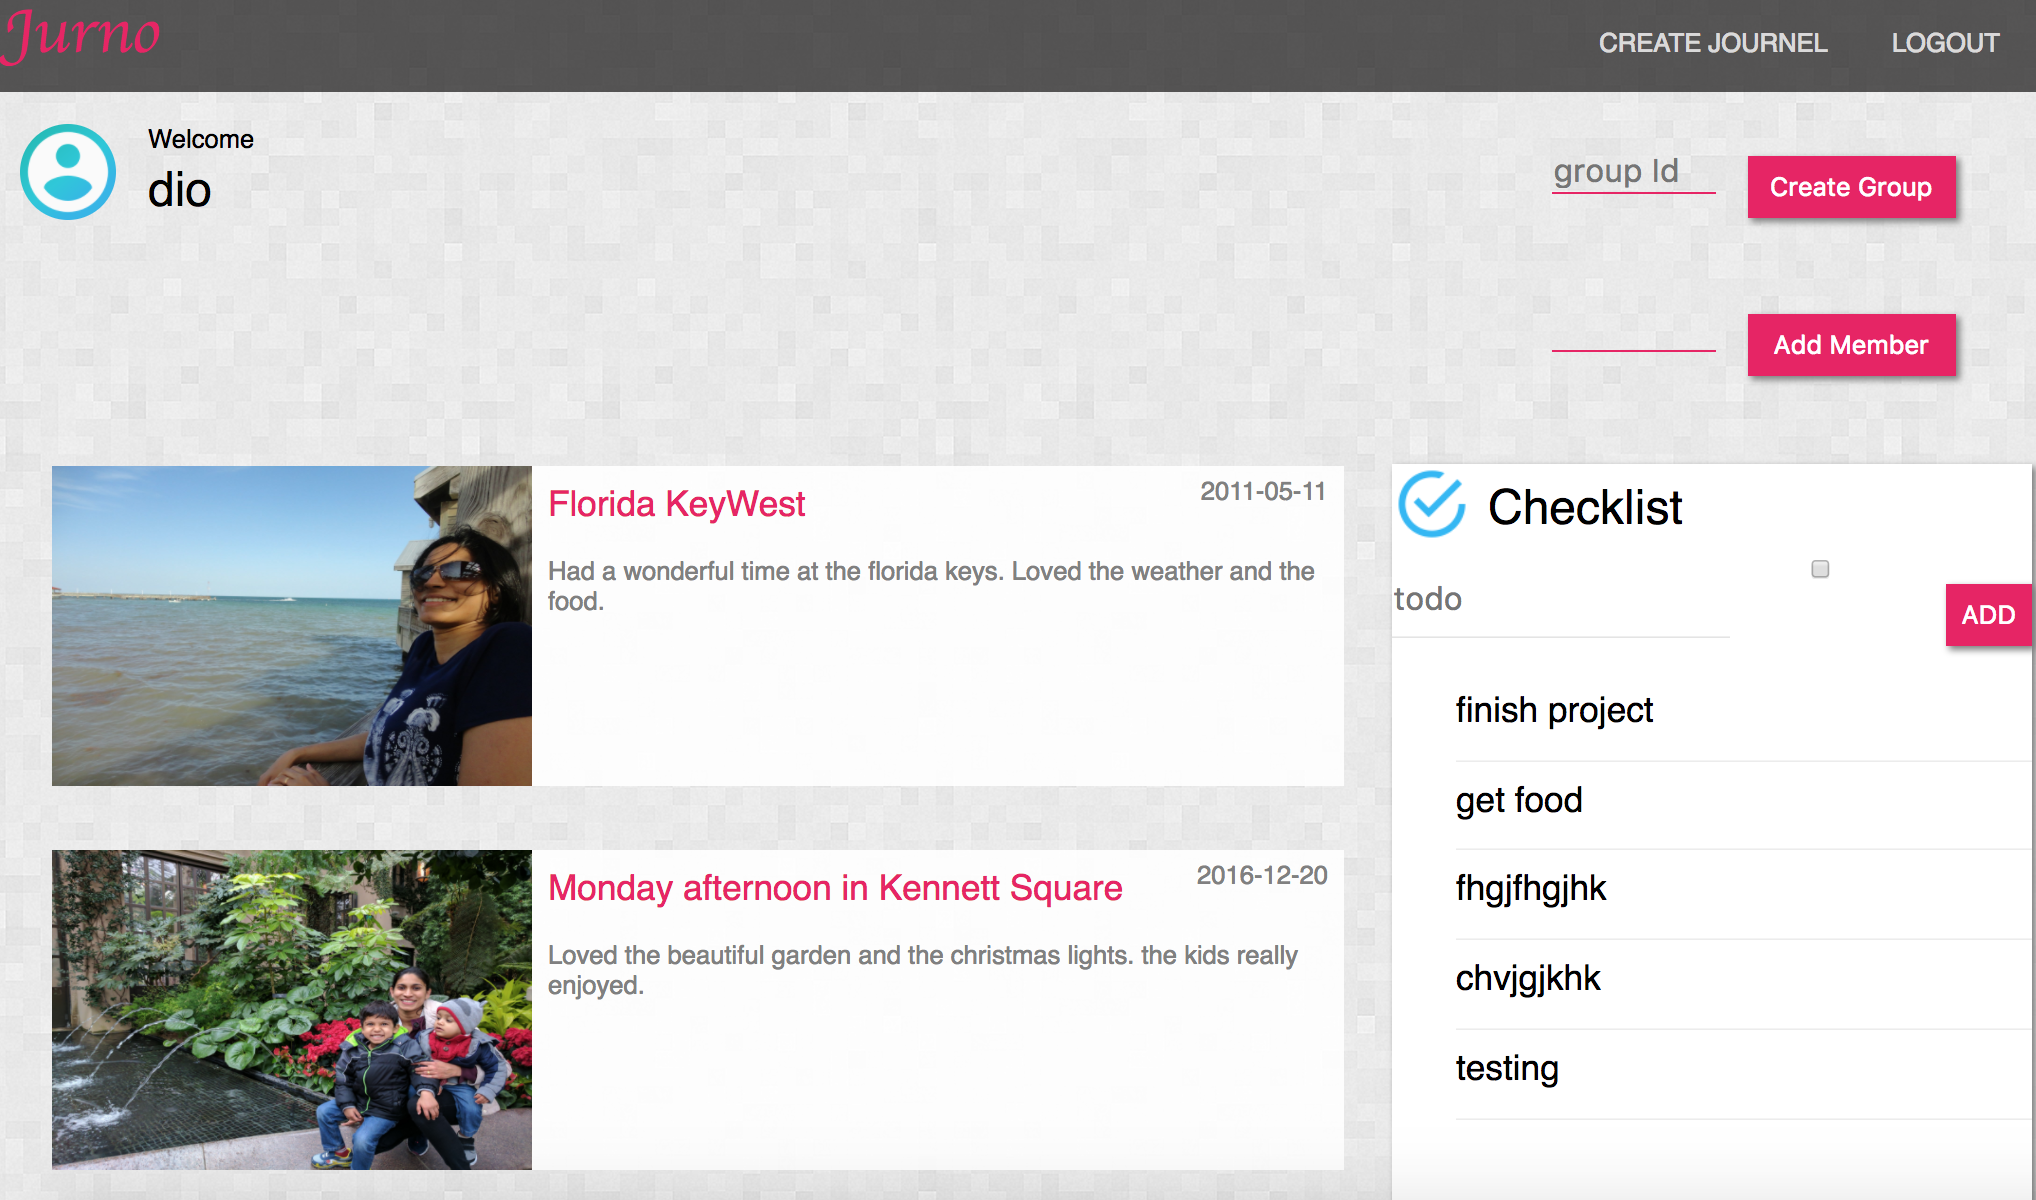 Jurno
CREATE JOURNEL
LOGOUT
Welcome
dio
group Id
Create Group
Add Member
Florida KeyWest
2011-05-11
Had a wonderful time at the florida keys. Loved the weather and the
food.
Monday afternoon in Kennett Square
2016-12-20
Loved the beautiful garden and the christmas lights. the kids really
enjoyed.
Checklist
todo
ADD
finish project
get food
fhgjfhgjhk
chvjgjkhk
testing